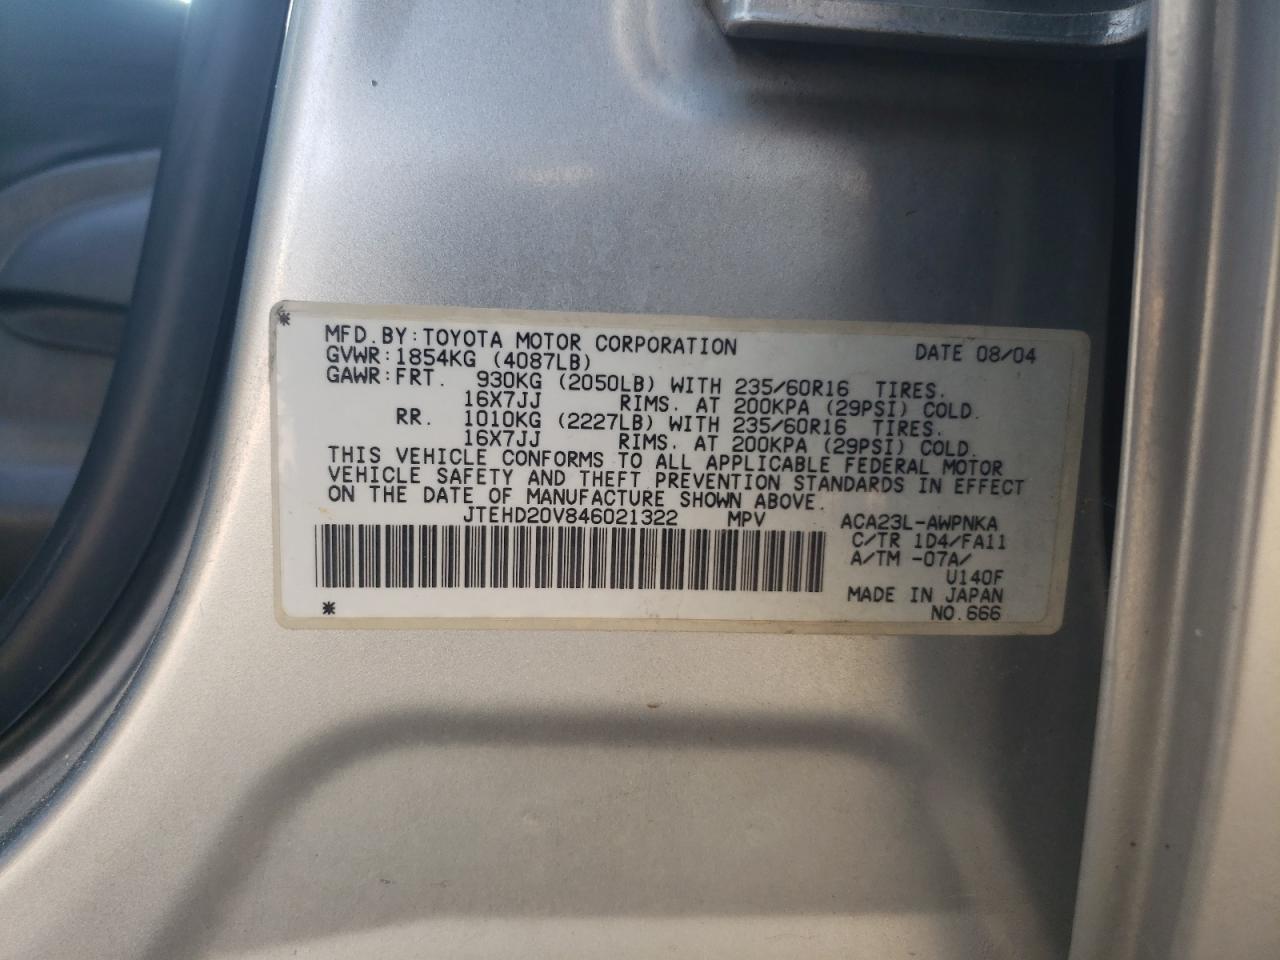 MFD.BY:TOYOTA MOTOR CORPORATION DATE 08/04
GVWR:1854KG (4087LB)
GAWR:FRT. 930KG (2050LB) WITH 235/60R16 TIRES.
16X7JJ RIMS. AT 200KPA (29PSI) COLD.
RR. 1010KG (2227LB) WITH 235/60R16 TIRES.
16X7JJ RIMS. AT 200KPA (29PSI) COLD.
THIS VEHICLE CONFORMS TO ALL APPLICABLE FEDERAL MOTOR
VEHICLE SAFETY AND THEFT PREVENTION STANDARDS IN EFFECT
ON THE DATE OF MANUFACTURE SHOWN ABOVE.
JTEHD20V846021322 MPV ACA23L-AWPNKA
C/TR 1D4/FA11
A/TM -07A/
U140F
MADE IN JAPAN
NO.666